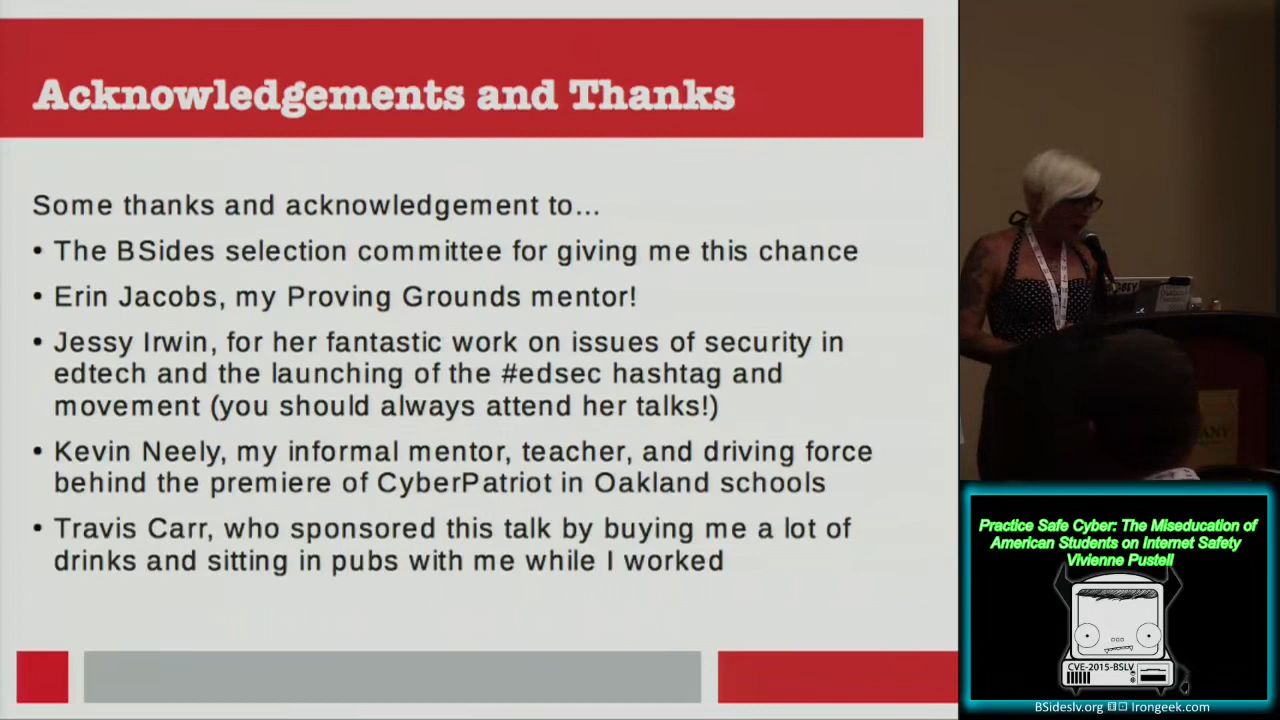 Acknowledgements and Thanks
Some thanks and acknowledgement to...
• The BSides selection committee for giving me this chance
• Erin Jacobs, my Proving Grounds mentor!
• Jessy Irwin, for her fantastic work on issues of security in
edtech and the launching of the #edsec hashtag and
movement (you should always attend her talks!)
• Kevin Neely, my informal mentor, teacher, and driving force
behind the premiere of CyberPatriot in Oakland schools
• Travis Carr, who sponsored this talk by buying me a lot of
drinks and sitting in pubs with me while I worked
Practice Safe Cyber: The Miseducation of
American Students on Internet Safety
Vivienne Pustell
CVE-2015-BSLV
BSideslv.org Irongeek.com